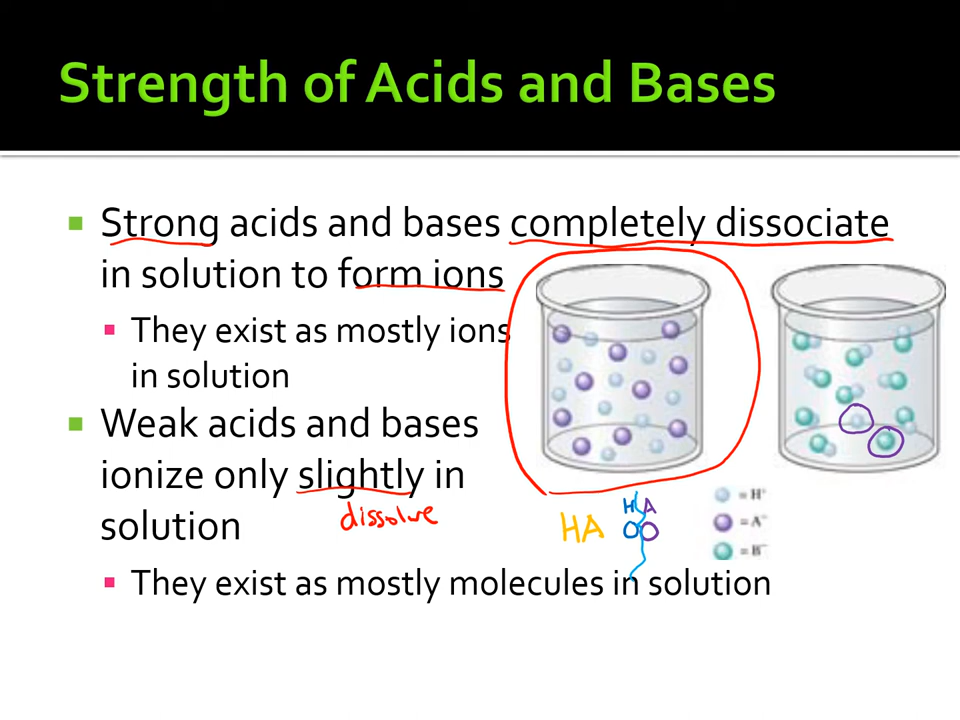 Strength of Acids and Bases
Strong acids and bases completely dissociate
in solution to form ions
They exist as mostly ions
in solution
Weak acids and bases
ionize only slightly in
solution
dissolve
HA
H A
= H⁺
= A⁻
= B⁻
They exist as mostly molecules in solution